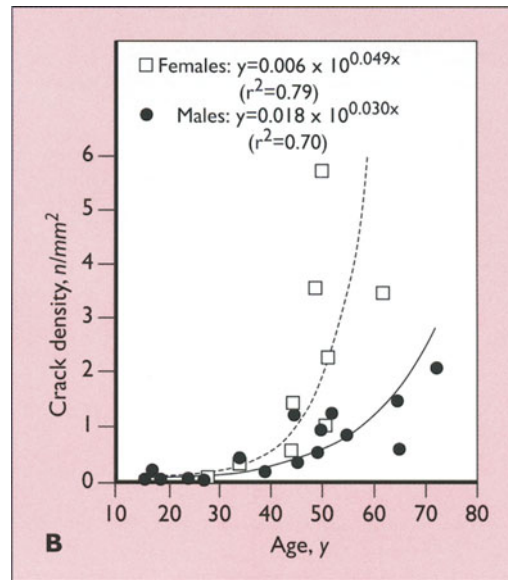 □ Females: y=0.006 x 10^0.049x
(r²=0.79)
● Males: y=0.018 x 10^0.030x
(r²=0.70)
6
5
4
3
2
1
0
Crack density, n/mm²
10 20 30 40 50 60 70 80
Age, y
B